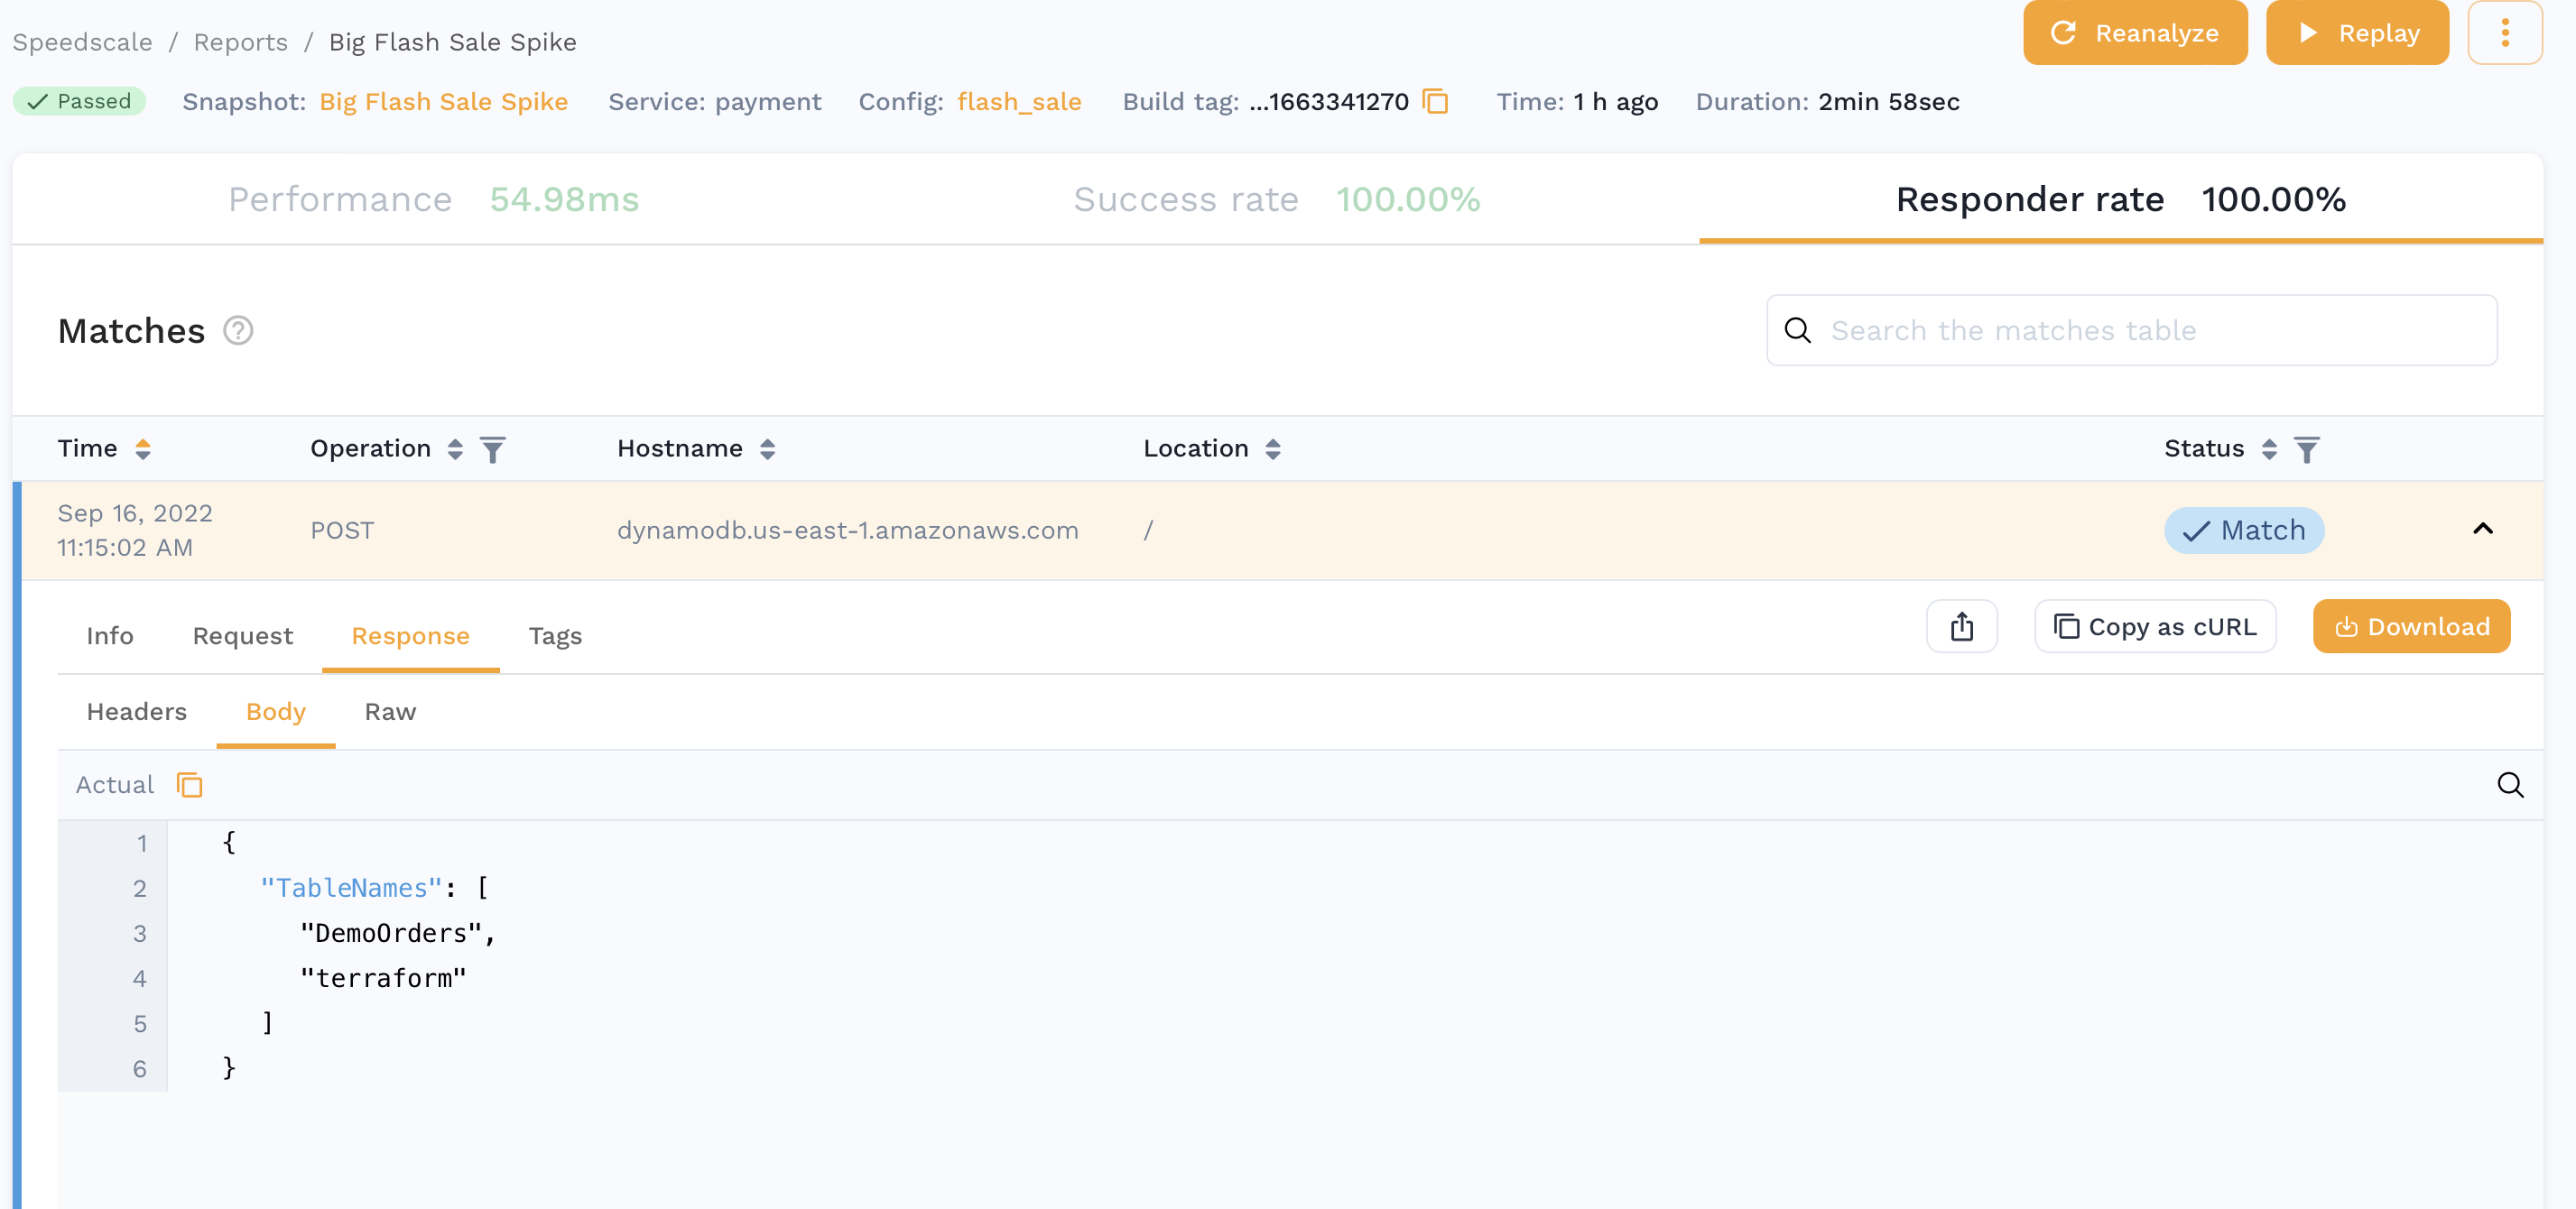 Speedscale / Reports / Big Flash Sale Spike
Reanalyze
Replay
Passed Snapshot: Big Flash Sale Spike Service: payment Config: flash_sale Build tag: ...1663341270 Time: 1 h ago Duration: 2min 58sec
Performance 54.98ms Success rate 100.00% Responder rate 100.00%
Matches ?
Search the matches table
Time Operation Hostname Location Status
Sep 16, 2022
11:15:02 AM
POST dynamodb.us-east-1.amazonaws.com / Match
Info Request Response Tags Copy as cURL Download
Headers Body Raw
Actual
1 {
2 "TableNames": [
3 "DemoOrders",
4 "terraform"
5 ]
6 }